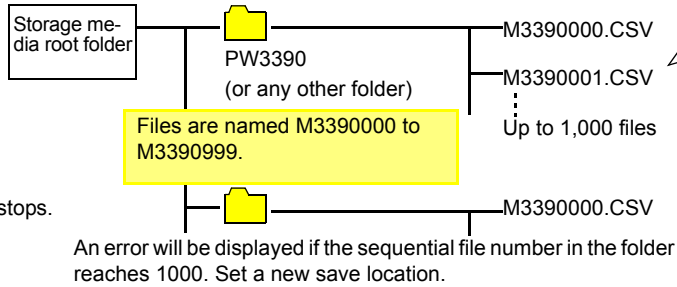 Storage me-
dia root folder
M3390000.CSV
PW3390
(or any other folder)
M3390001.CSV
Up to 1,000 files
Files are named M3390000 to
M3390999.
stops.
M3390000.CSV
An error will be displayed if the sequential file number in the folder
reaches 1000. Set a new save location.